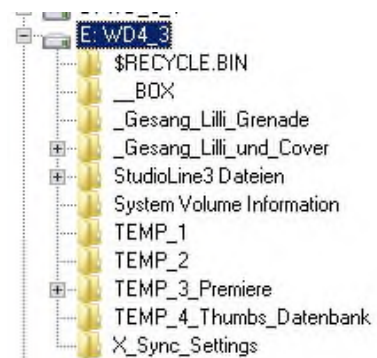 E: WD4_3
$RECYCLE.BIN
__BOX
_Gesang_Lilli_Grenade
_Gesang_Lilli_und_Cover
StudioLine3 Dateien
System Volume Information
TEMP_1
TEMP_2
TEMP_3_Premiere
TEMP_4_Thumbs_Datenbank
X_Sync_Settings